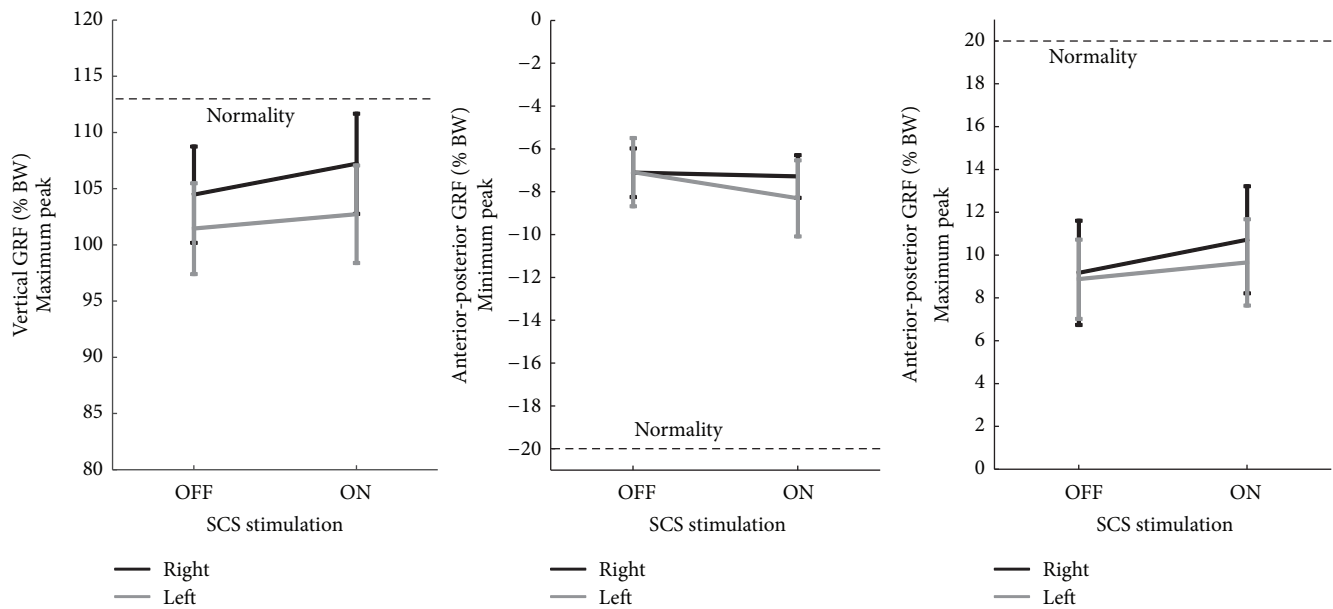 Vertical GRF (% BW)
Maximum peak
120
115
110
105
100
95
90
85
80
Normality
OFF
ON
SCS stimulation
Right
Left
Anterior-posterior GRF (% BW)
Minimum peak
0
−2
−4
−6
−8
−10
−12
−14
−16
−18
−20
Normality
OFF
ON
SCS stimulation
Right
Left
Anterior-posterior GRF (% BW)
Maximum peak
20
18
16
14
12
10
8
6
4
2
0
Normality
OFF
ON
SCS stimulation
Right
Left